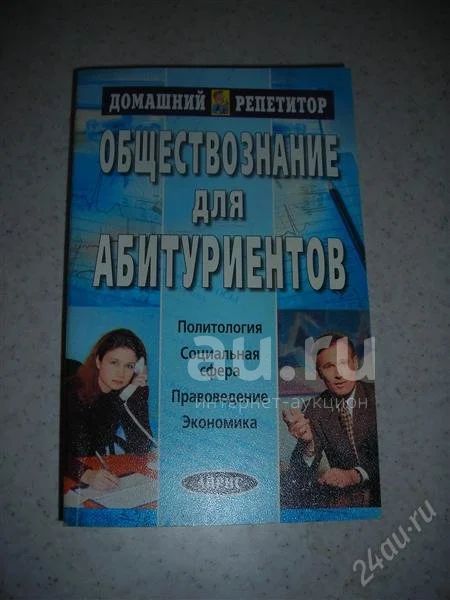 ДОМАШНИЙ РЕПЕТИТОР
ОБЩЕСТВОЗНАНИЕ
ДЛЯ
АБИТУРИЕНТОВ
Политология
Социальная
сфера
Правоведение
Экономика
au.ru
интернет-аукцион
АЙРИС
24au.ru